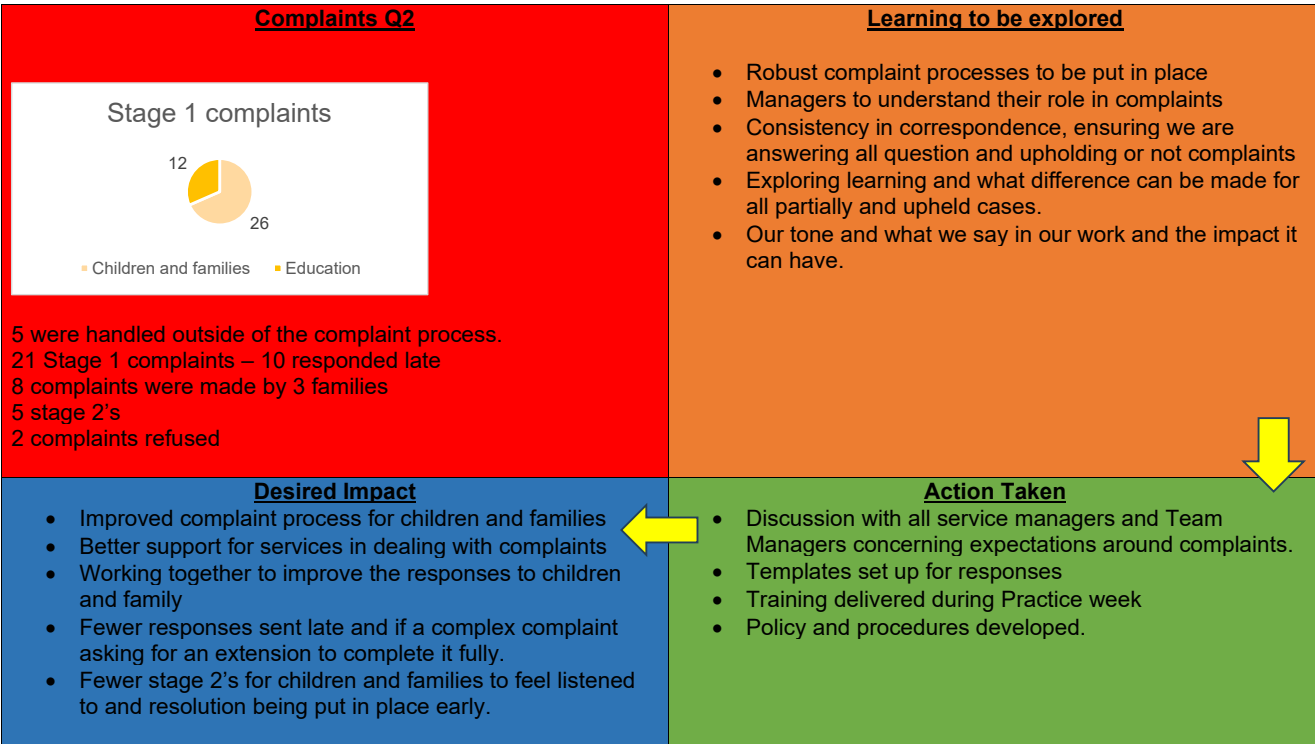 Complaints Q2
Stage 1 complaints
12
26
Children and families Education
5 were handled outside of the complaint process.
21 Stage 1 complaints – 10 responded late
8 complaints were made by 3 families
5 stage 2’s
2 complaints refused
Learning to be explored
• Robust complaint processes to be put in place
• Managers to understand their role in complaints
• Consistency in correspondence, ensuring we are
answering all question and upholding or not complaints
• Exploring learning and what difference can be made for
all partially and upheld cases.
• Our tone and what we say in our work and the impact it
can have.
Desired Impact
• Improved complaint process for children and families
• Better support for services in dealing with complaints
• Working together to improve the responses to children
and family
• Fewer responses sent late and if a complex complaint
asking for an extension to complete it fully.
• Fewer stage 2’s for children and families to feel listened
to and resolution being put in place early.
Action Taken
• Discussion with all service managers and Team
Managers concerning expectations around complaints.
• Templates set up for responses
• Training delivered during Practice week
• Policy and procedures developed.